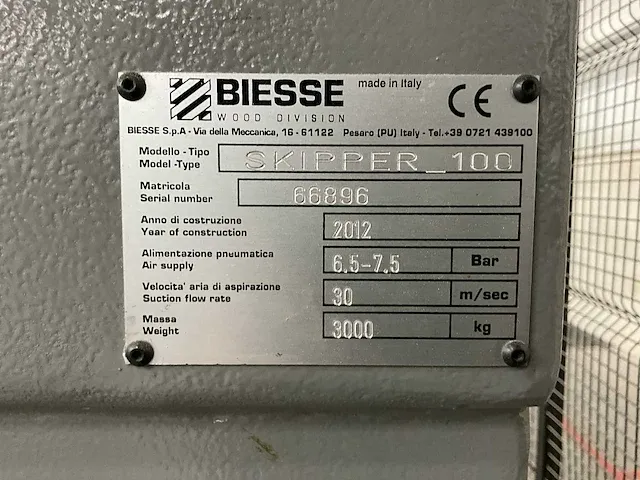 BIESSE made in Italy CE
WOOD DIVISION
BIESSE S.p.A - Via della Meccanica, 16 - 61122 Pesaro (PU) Italy - Tel.+39 0721 439100
Modello - Tipo
Model -Type SKIPPER_100
Matricola
Serial number 66896
Anno di costruzione
Year of construction 2012
Alimentazione pneumatica
Air supply 6.5-7.5 Bar
Velocita' aria di aspirazione
Suction flow rate 30 m/sec
Massa
Weight 3000 kg